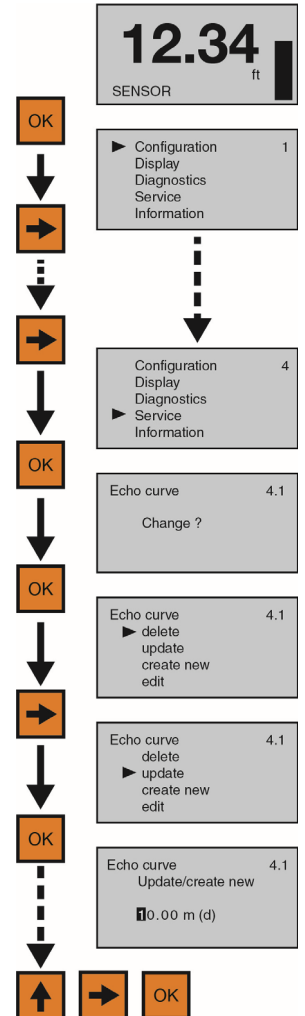 12.34
ft
SENSOR
OK
Configuration 1
Display
Diagnostics
Service
Information
Configuration 4
Display
Diagnostics
Service
Information
OK
Echo curve 4.1
Change ?
OK
Echo curve 4.1
delete
update
create new
edit
Echo curve 4.1
delete
update
create new
edit
OK
Echo curve 4.1
Update/create new
10.00 m (d)
OK